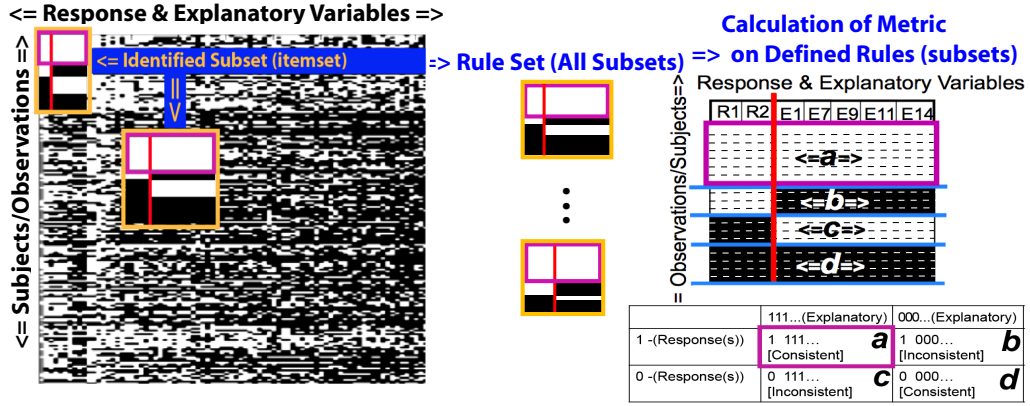 <= Response & Explanatory Variables =>
<= Subjects/Observations =>
<= Identified Subset (itemset)
=>
=> Rule Set (All Subsets)
Calculation of Metric
=> on Defined Rules (subsets)
Response & Explanatory Variables
= Observations/Subjects=>
R1 R2 E1 E7 E9 E11 E14
<=a=>
<=b=>
<=c=>
<=d=>
111...(Explanatory) 000...(Explanatory)
1 -(Response(s)) 1 111... a 1 000... b
[Consistent] [Inconsistent]
0 -(Response(s)) 0 111... c 0 000... d
[Inconsistent] [Consistent]